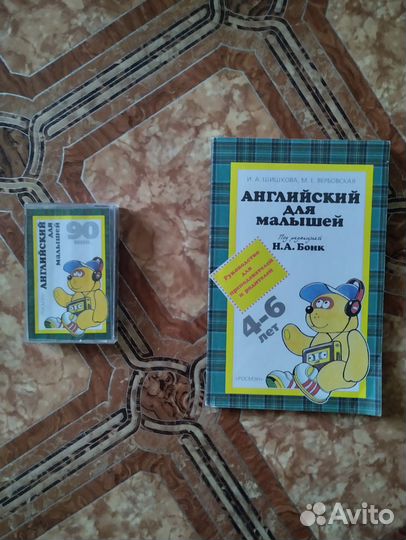 И. А. ШИШКОВА, М. Е. ВЕРБОВСКАЯ
АНГЛИЙСКИЙ
ДЛЯ
МАЛЫШЕЙ
Под редакцией
Н.А. Бонк
Руководство
для
преподавателей
и родителей
4-6
лет
«РОСМЭН»
АНГЛИЙСКИЙ
ДЛЯ
МАЛЫШЕЙ
90
Avito